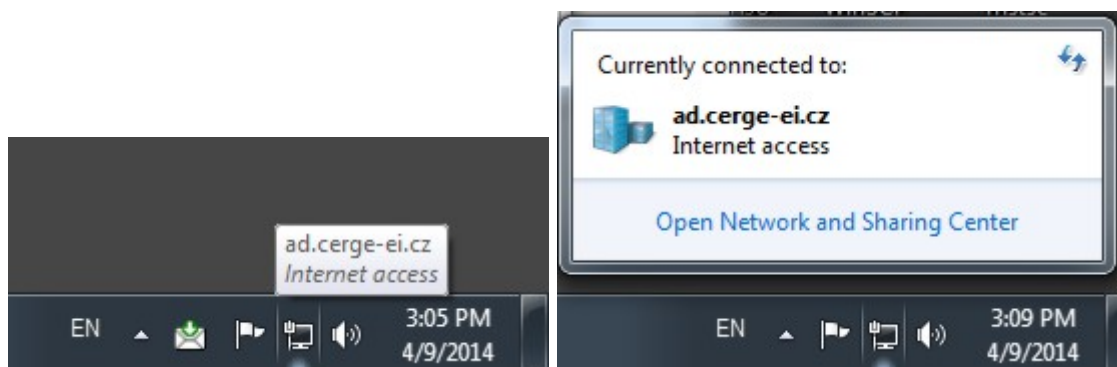 ad.cerge-ei.cz
Internet access
EN
3:05 PM
4/9/2014
Currently connected to:
ad.cerge-ei.cz
Internet access
Open Network and Sharing Center
EN
3:09 PM
4/9/2014